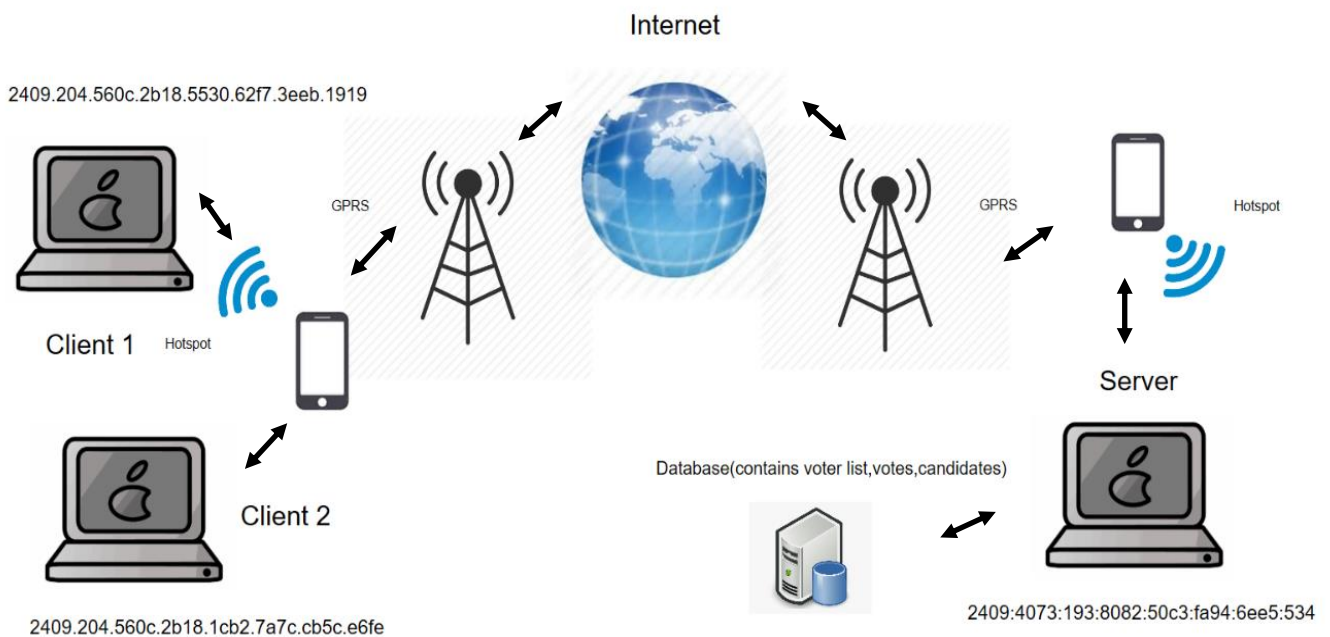 Internet
2409.204.560c.2b18.5530.62f7.3eeb.1919
GPRS
GPRS
Hotspot
Client 1
Hotspot
Server
Database(contains voter list,votes,candidates)
Client 2
2409:4073:193:8082:50c3:fa94:6ee5:534
2409.204.560c.2b18.1cb2.7a7c.cb5c.e6fe